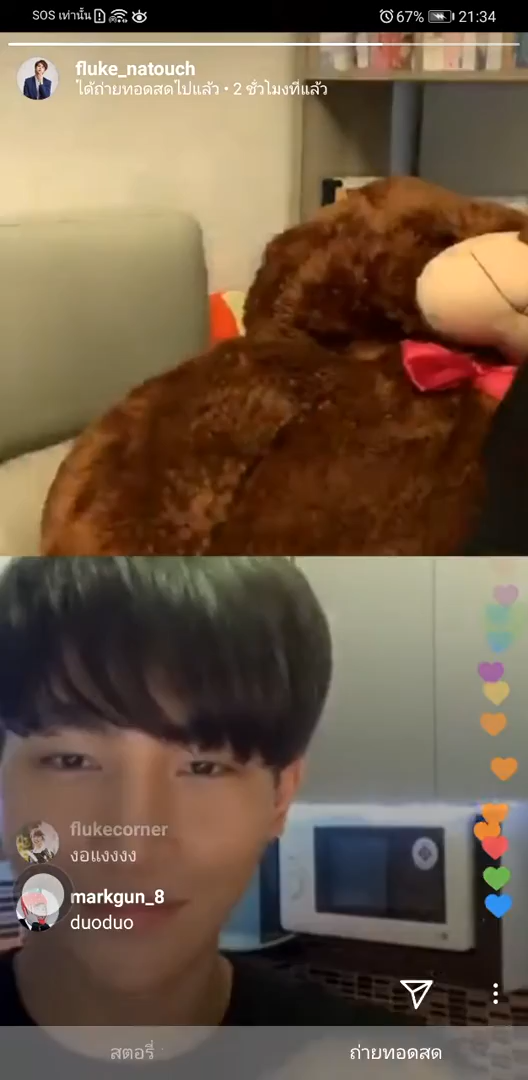 SOS เท่านั้น
67%
21:34
fluke_natouch
ได้ถ่ายทอดสดไปแล้ว • 2 ชั่วโมงที่แล้ว
flukecorner
งอแงงงง
markgun_8
duoduo
สตอรี่
ถ่ายทอดสด